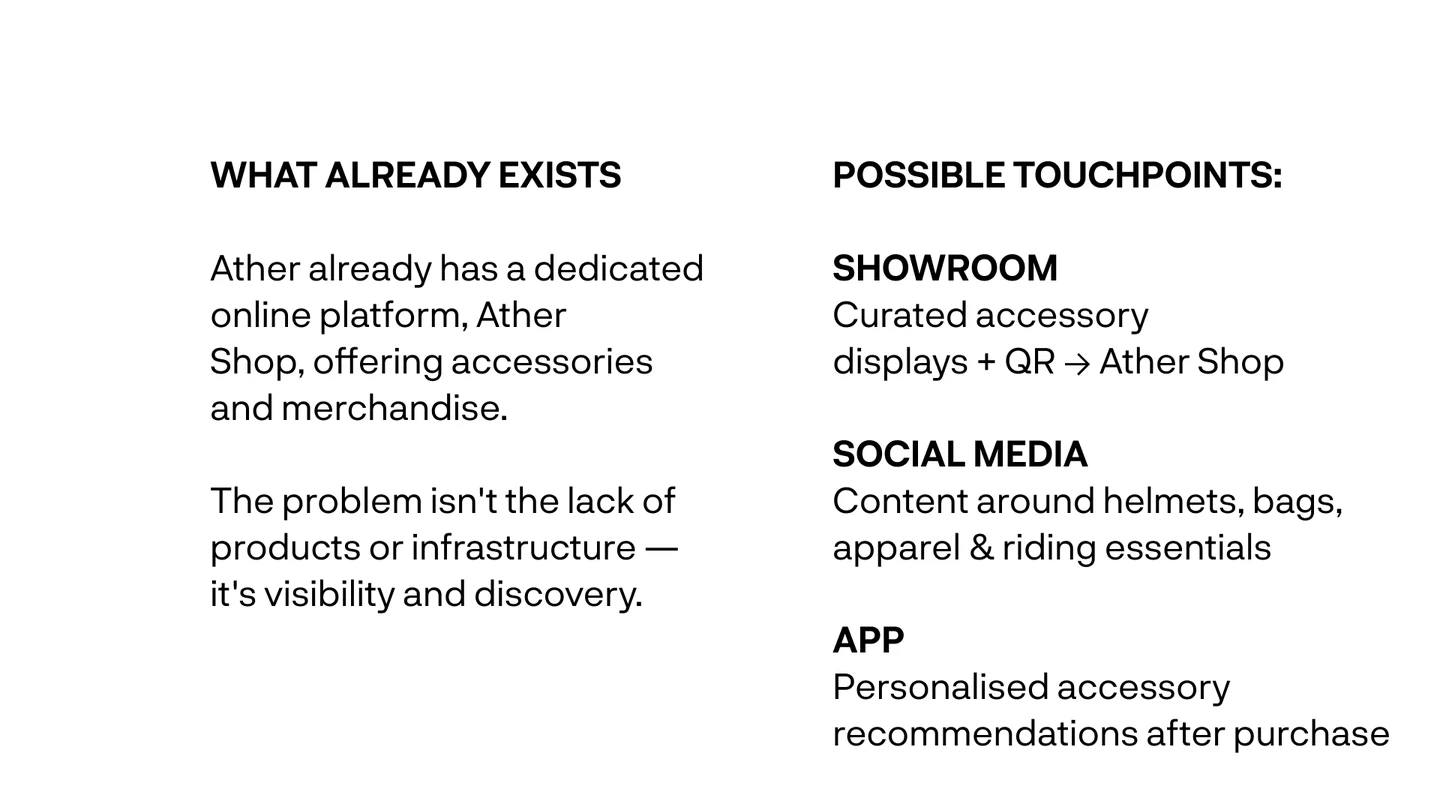 WHAT ALREADY EXISTS
Ather already has a dedicated
online platform, Ather
Shop, offering accessories
and merchandise.
The problem isn't the lack of
products or infrastructure —
it's visibility and discovery.
POSSIBLE TOUCHPOINTS:
SHOWROOM
Curated accessory
displays + QR → Ather Shop
SOCIAL MEDIA
Content around helmets, bags,
apparel & riding essentials
APP
Personalised accessory
recommendations after purchase